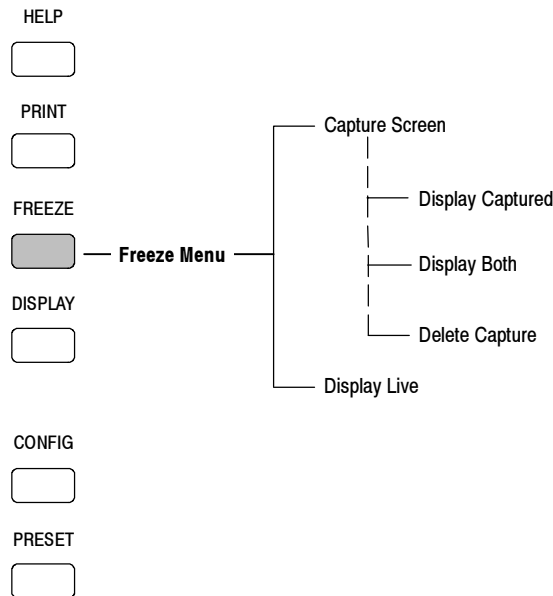 HELP
PRINT
Capture Screen
FREEZE
Display Captured
Freeze Menu
Display Both
DISPLAY
Delete Capture
Display Live
CONFIG
PRESET